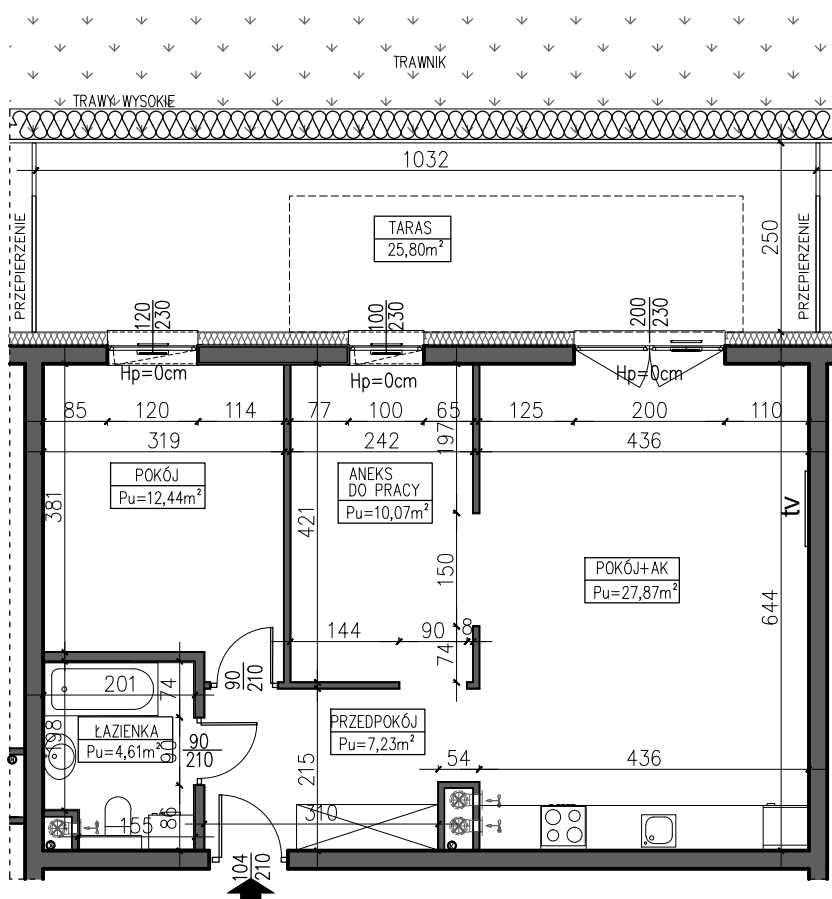 TRAWNIK
TRAWY WYSOKIE
1032
PRZEPIERZENIE
TARAS
25,80m²
250
PRZEPIERZENIE
120
230
100
230
200
230
Hp=0cm
Hp=0cm
Hp=0cm
85
120
114
77
100
65
125
200
110
319
242
197
436
POKÓJ
Pu=12,44m²
ANEKS
DO PRACY
Pu=10,07m²
tv
381
421
150
POKÓJ+AK
Pu=27,87m²
644
144
90
8
74
201
74
90
210
ŁAZIENKA
Pu=4,61m²
198
90
90
210
PRZEDPOKÓJ
Pu=7,23m²
215
54
436
310
155
86
104
210